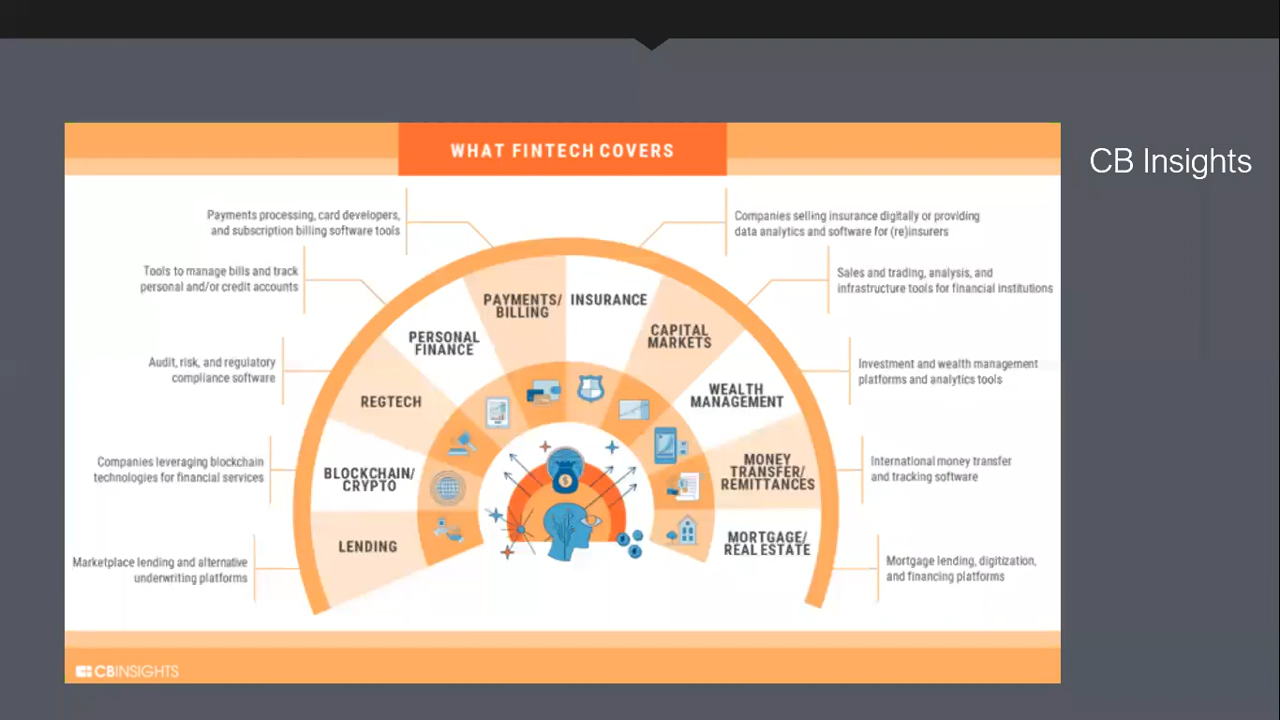 WHAT FINTECH COVERS
CB Insights
Payments processing, card developers,
and subscription billing software tools
Companies selling insurance digitally or providing
data analytics and software for (re)insurers
Tools to manage bills and track
personal and/or credit accounts
Sales and trading, analysis, and
infrastructure tools for financial institutions
PAYMENTS/
BILLING
INSURANCE
PERSONAL
FINANCE
CAPITAL
MARKETS
Audit, risk, and regulatory
compliance software
Investment and wealth management
platforms and analytics tools
REGTECH
WEALTH
MANAGEMENT
Companies leveraging blockchain
technologies for financial services
BLOCKCHAIN/
CRYPTO
MONEY
TRANSFER/
REMITTANCES
International money transfer
and tracking software
LENDING
MORTGAGE/
REAL ESTATE
Marketplace lending and alternative
underwriting platforms
Mortgage lending, digitization,
and financing platforms
CBINSIGHTS